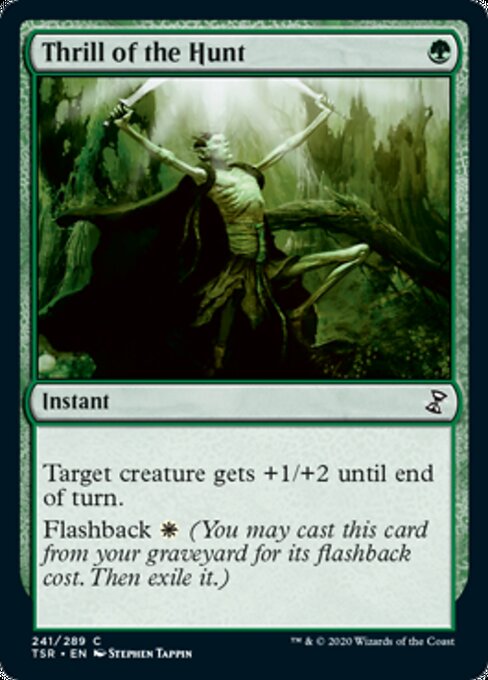 Thrill of the Hunt
Instant
Target creature gets +1/+2 until end
of turn.
Flashback (You may cast this card
from your graveyard for its flashback
cost. Then exile it.)
241/289 C
TSR • EN Stephen Tappin
™ & © 2020 Wizards of the Coast